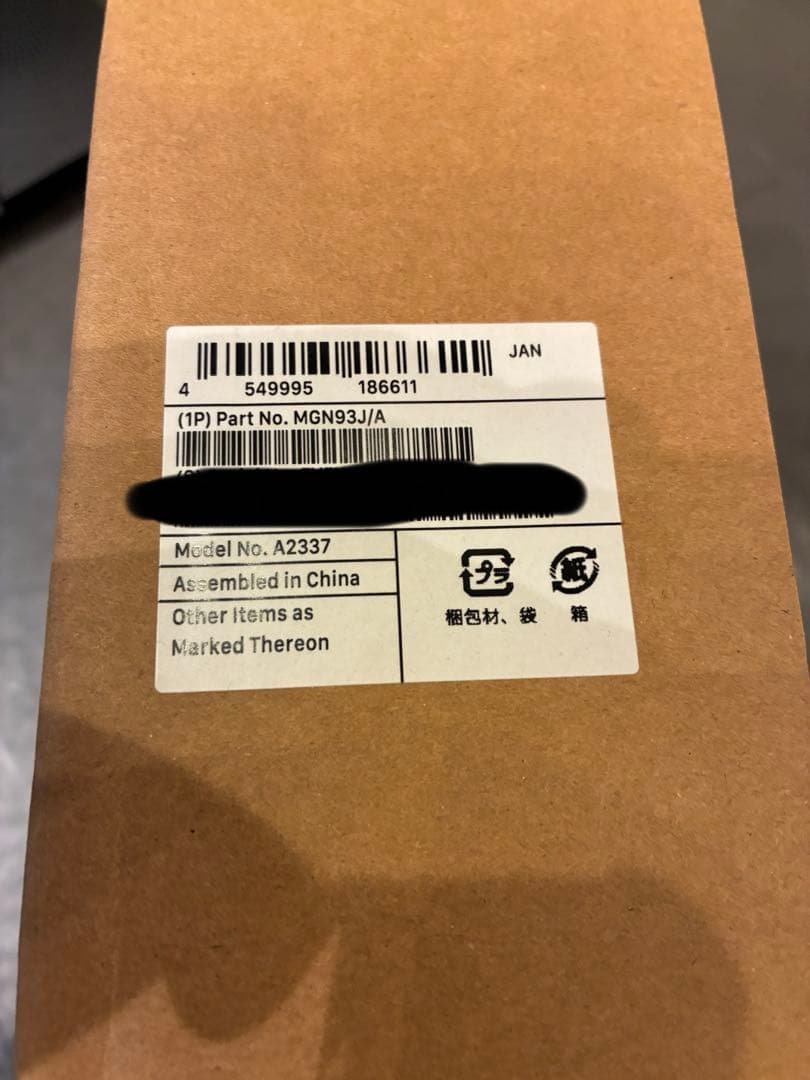 JAN
4 549995 186611
(1P) Part No. MGN93J/A
Model No. A2337
Assembled in China
Other Items as
Marked Thereon
プラ 紙
梱包材、袋 箱